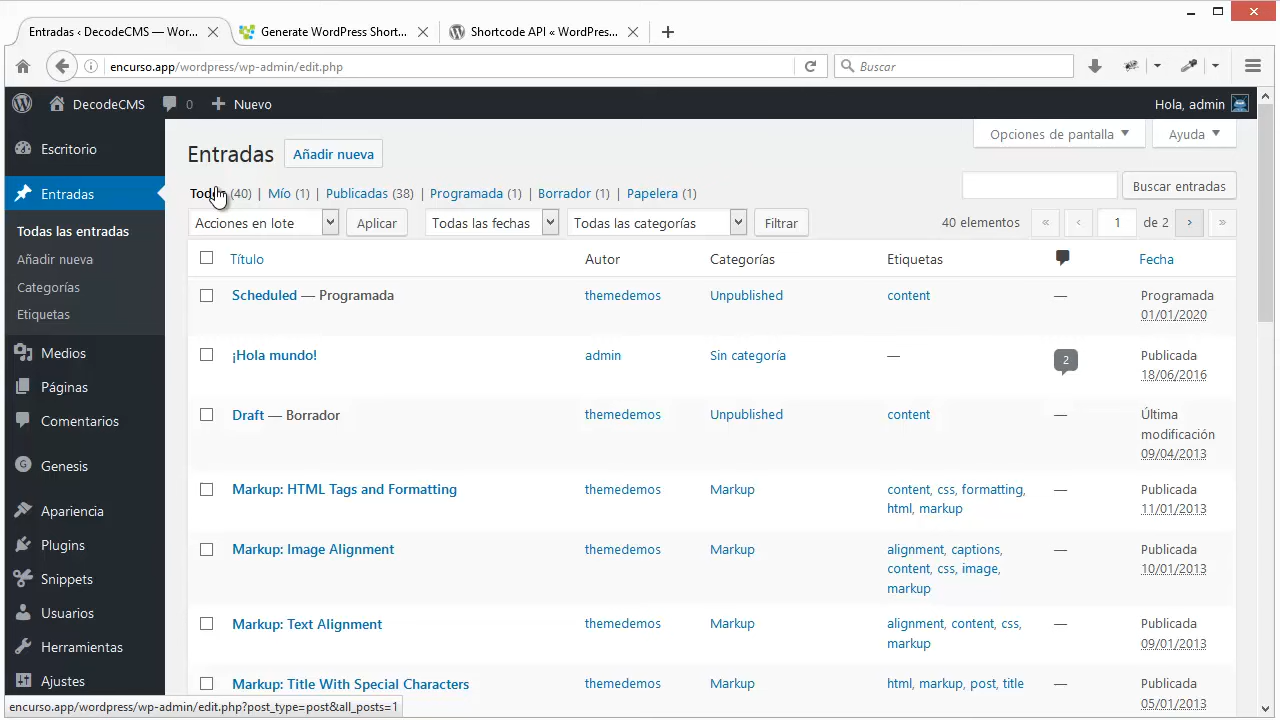 Entradas ‹ DecodeCMS — Wor...
Generate WordPress Short...
Shortcode API « WordPres...
encurso.app/wordpress/wp-admin/edit.php
Buscar
DecodeCMS
0
Nuevo
Hola, admin
Escritorio
Entradas
Todas las entradas
Añadir nueva
Categorías
Etiquetas
Medios
Páginas
Comentarios
Genesis
Apariencia
Plugins
Snippets
Usuarios
Herramientas
Ajustes
Opciones de pantalla
Ayuda
Entradas
Añadir nueva
(40) | Mío (1) | Publicadas (38) | Programada (1) | Borrador (1) | Papelera (1)
Buscar entradas
Acciones en lote
Aplicar
Todas las fechas
Todas las categorías
Filtrar
40 elementos « ‹ 1 de 2 › »
Título Autor Categorías Etiquetas Fecha
Scheduled — Programada themedemos Unpublished content — Programada
01/01/2020
¡Hola mundo! admin Sin categoría — 2 Publicada
18/06/2016
Draft — Borrador themedemos Unpublished content — Última
modificación
09/04/2013
Markup: HTML Tags and Formatting themedemos Markup content, css, formatting, — Publicada
html, markup 11/01/2013
Markup: Image Alignment themedemos Markup alignment, captions, — Publicada
content, css, image, 10/01/2013
markup
Markup: Text Alignment themedemos Markup alignment, content, css, — Publicada
markup 09/01/2013
Markup: Title With Special Characters themedemos Markup html, markup, post, title — Publicada
05/01/2013
encurso.app/wordpress/wp-admin/edit.php?post_type=post&all_posts=1